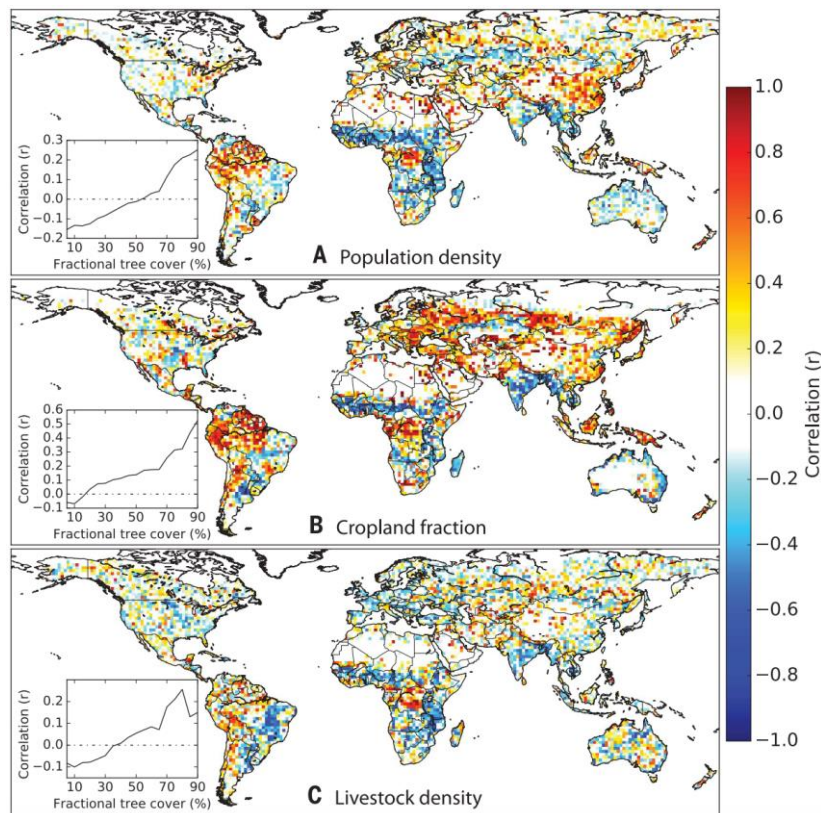 0.3
0.2
0.1
0.0
−0.1
−0.2
Correlation (r)
10 30 50 70 90
Fractional tree cover (%)
A Population density
0.6
0.5
0.4
0.3
0.2
0.1
0.0
−0.1
Correlation (r)
10 30 50 70 90
Fractional tree cover (%)
B Cropland fraction
0.2
0.1
0.0
−0.1
Correlation (r)
10 30 50 70 90
Fractional tree cover (%)
C Livestock density
1.0
0.8
0.6
0.4
0.2
0.0
−0.2
−0.4
−0.6
−0.8
−1.0
Correlation (r)